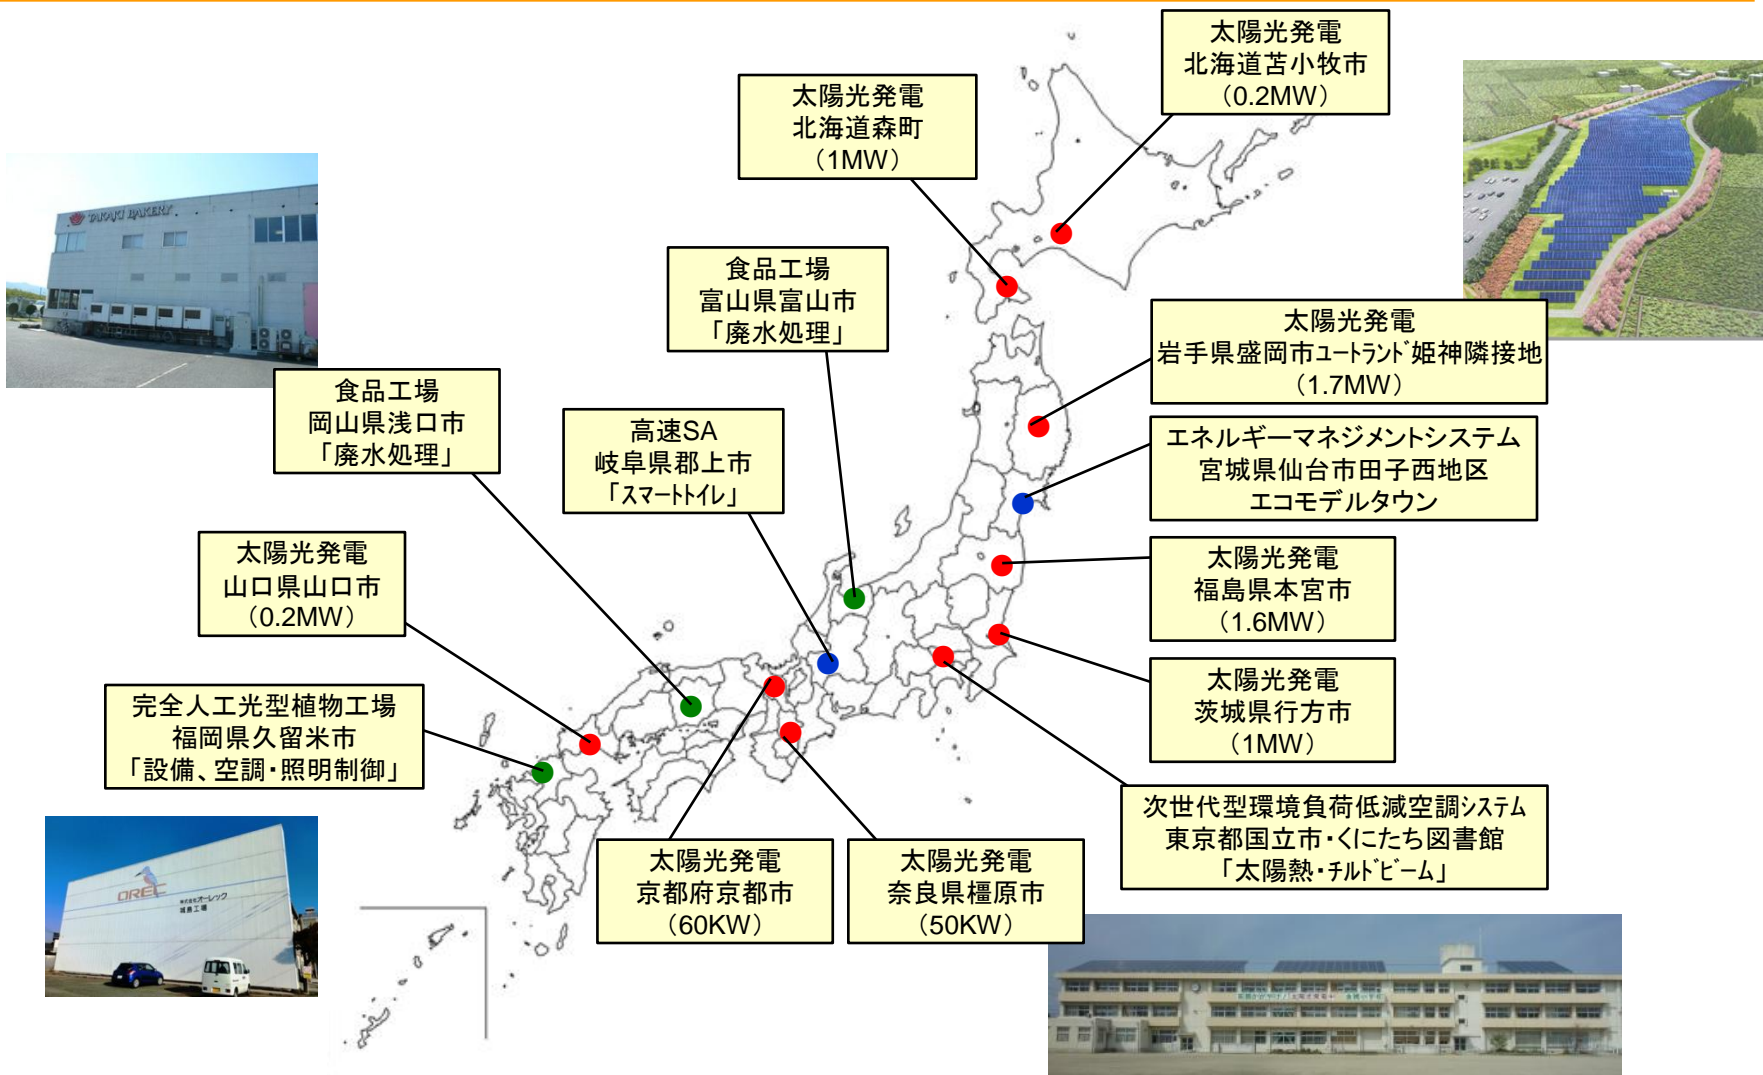 太陽光発電
北海道苫小牧市
（0.2MW）
太陽光発電
北海道森町
（1MW）
TAKAKI BAKERY
食品工場
富山県富山市
「廃水処理」
太陽光発電
岩手県盛岡市ユートランド姫神隣接地
（1.7MW）
食品工場
岡山県浅口市
「廃水処理」
高速SA
岐阜県郡上市
「スマートトイレ」
エネルギーマネジメントシステム
宮城県仙台市田子西地区
エコモデルタウン
太陽光発電
山口県山口市
（0.2MW）
太陽光発電
福島県本宮市
（1.6MW）
太陽光発電
茨城県行方市
（1MW）
完全人工光型植物工場
福岡県久留米市
「設備、空調・照明制御」
次世代型環境負荷低減空調システム
東京都国立市・くにたち図書館
「太陽熱・チルドビーム」
太陽光発電
京都府京都市
（60KW）
太陽光発電
奈良県橿原市
（50KW）
OREC
株式会社オーレック
城島工場